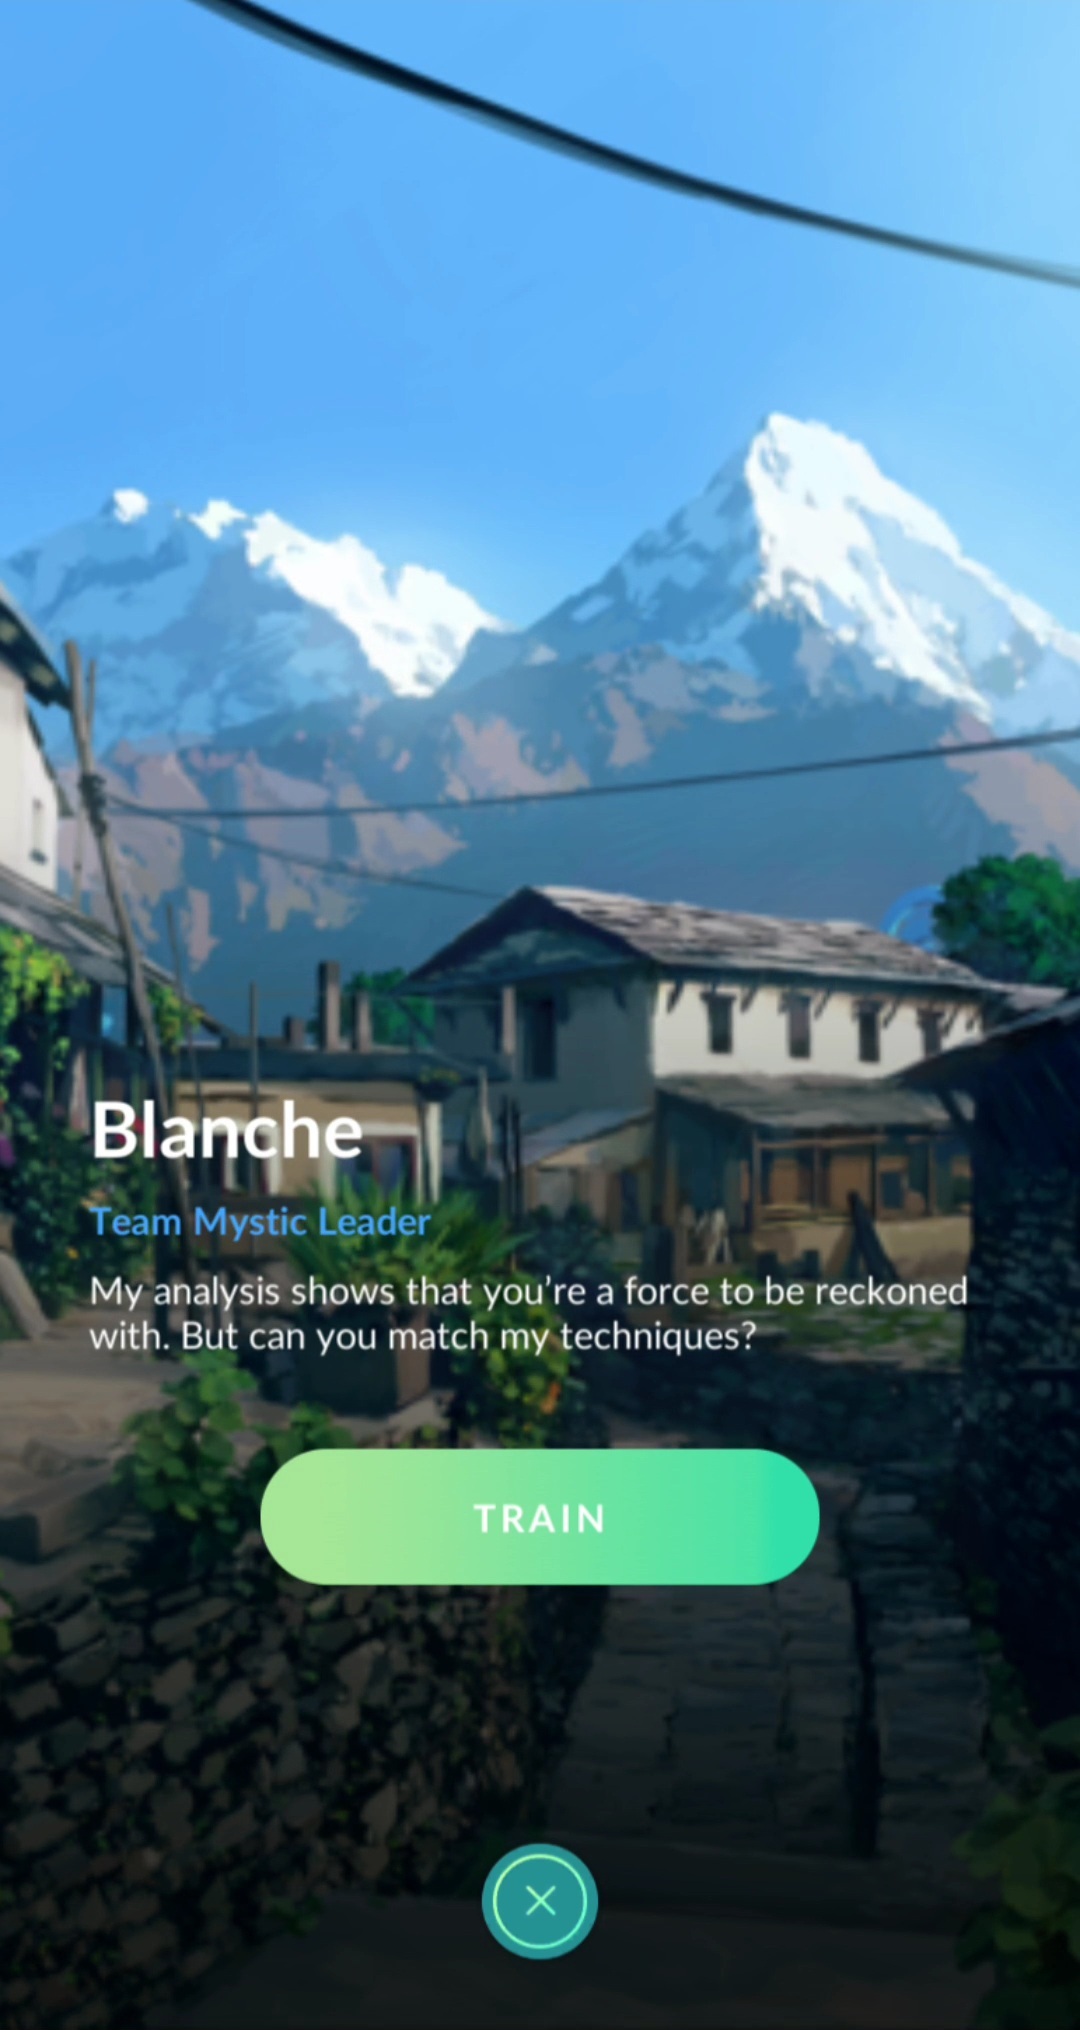 Blanche
Team Mystic Leader
My analysis shows that you’re a force to be reckoned
with. But can you match my techniques?
TRAIN